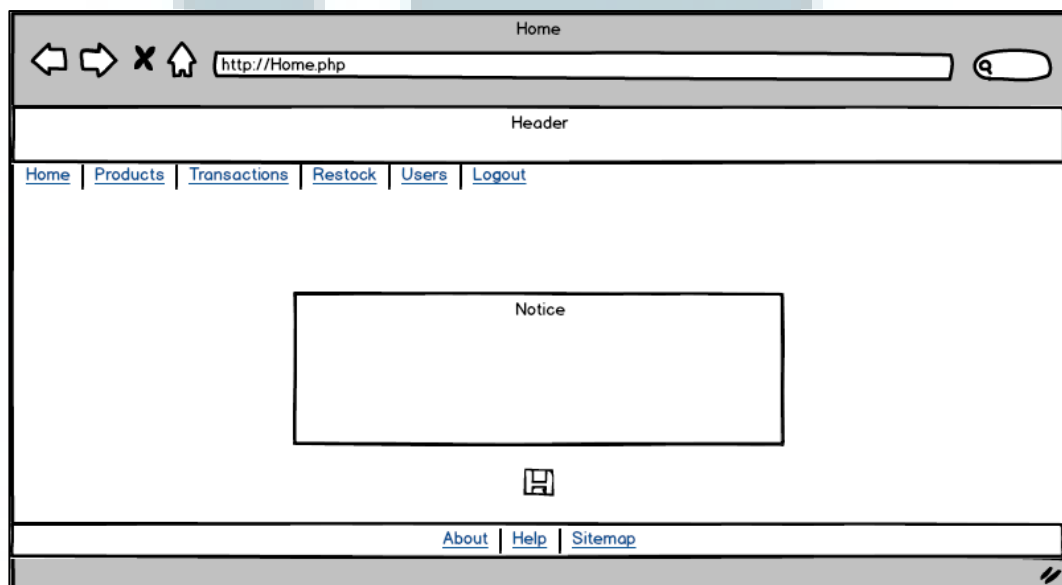 Home
http://Home.php
Header
Home Products Transactions Restock Users Logout
Notice
About Help Sitemap